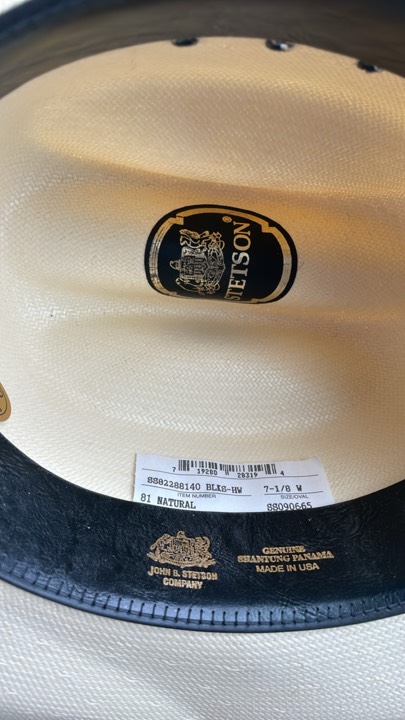 STETSON®
7 19280 28319 4
SS82288140 BLKS-HW 7-1/8 W
ITEM NUMBER SIZE/OVAL
81 NATURAL SS090665
JOHN B. STETSON
COMPANY
GENUINE
SHANTUNG PANAMA
MADE IN USA